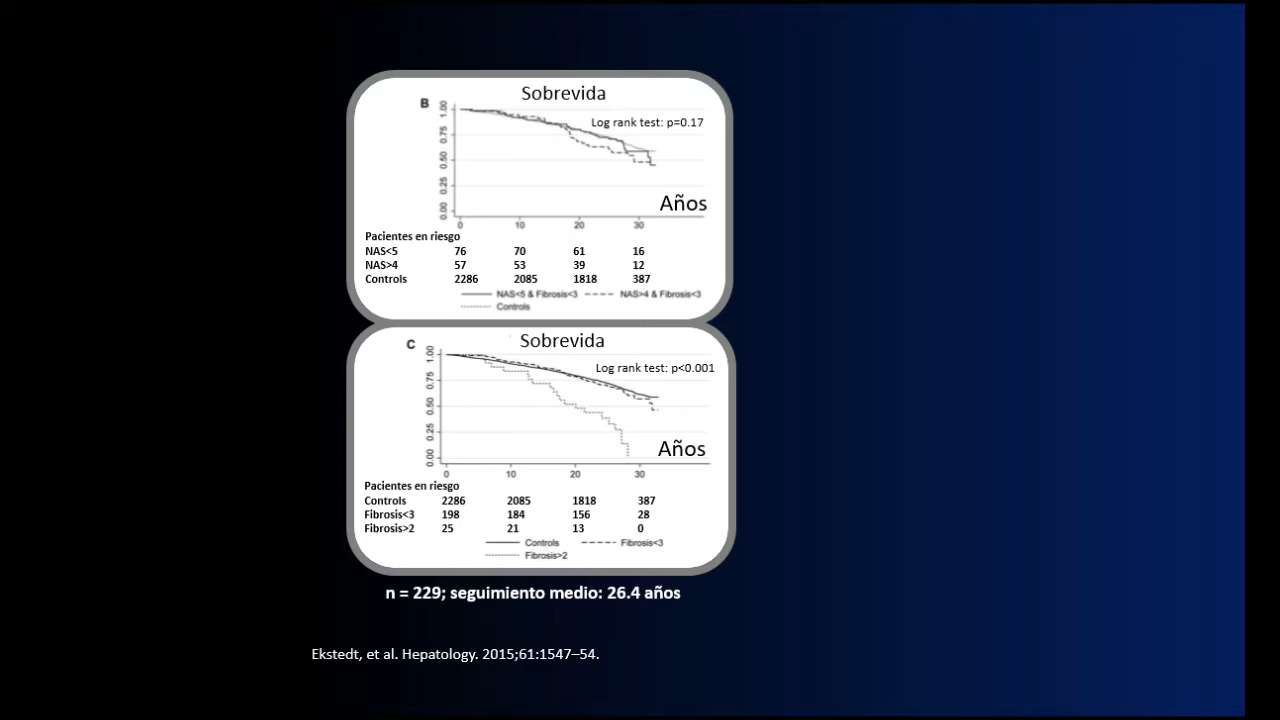 Sobrevida
B
Log rank test: p=0.17
1.00
0.75
0.50
0.25
0.00
Años
0 10 20 30
Pacientes en riesgo
NAS<5 76 70 61 16
NAS>4 57 53 39 12
Controls 2286 2085 1818 387
NAS<5 & Fibrosis<3 NAS>4 & Fibrosis<3
Controls
Sobrevida
C
Log rank test: p<0.001
1.00
0.75
0.50
0.25
0.00
Años
0 10 20 30
Pacientes en riesgo
Controls 2286 2085 1818 387
Fibrosis<3 198 184 156 28
Fibrosis>2 25 21 13 0
Controls Fibrosis<3
Fibrosis>2
n = 229; seguimiento medio: 26.4 años
Ekstedt, et al. Hepatology. 2015;61:1547–54.